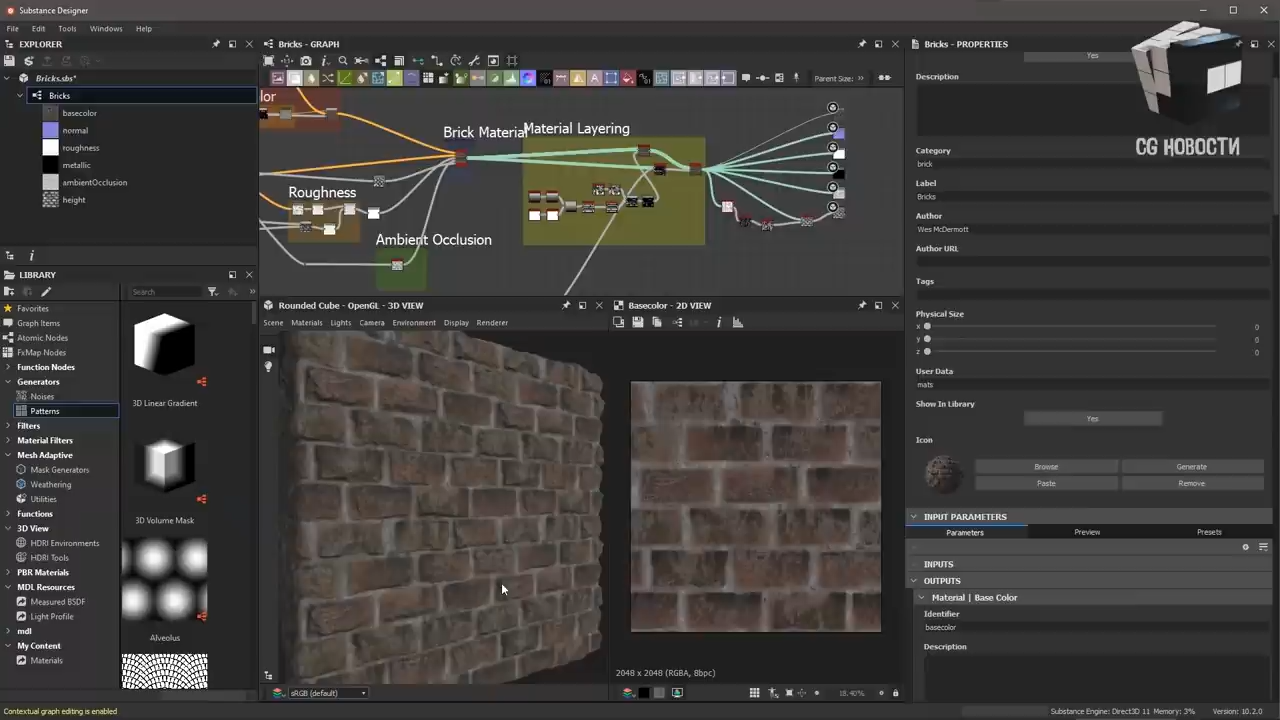 Substance Designer
File Edit Tools Windows Help
EXPLORER
Bricks.sbs*
Bricks
basecolor
normal
roughness
metallic
ambientOcclusion
height
LIBRARY
Search
Favorites
Graph Items
Atomic Nodes
FxMap Nodes
Function Nodes
Generators
Noises
Patterns
Filters
Material Filters
Mesh Adaptive
Mask Generators
Weathering
Utilities
Functions
3D View
HDRI Environments
HDRI Tools
PBR Materials
MDL Resources
Measured BSDF
Light Profile
mdl
My Content
Materials
3D Linear Gradient
3D Volume Mask
Alveolus
Bricks - GRAPH
Parent Size:
lor
Brick Material
Material Layering
Roughness
Ambient Occlusion
Rounded Cube - OpenGL - 3D VIEW
Scene Materials Lights Camera Environment Display Renderer
sRGB (default)
Basecolor - 2D VIEW
2048 x 2048 (RGBA, 8bpc)
18.40%
Bricks - PROPERTIES
Yes
Description
Category
brick
Label
Bricks
Author
Wes McDermott
Author URL
Tags
Physical Size
x 0
y 0
z 0
User Data
mats
Show In Library
Yes
Icon
Browse Generate
Paste Remove
INPUT PARAMETERS
Parameters Preview Presets
INPUTS
OUTPUTS
Material | Base Color
Identifier
basecolor
Description
CG НОВОСТИ
Contextual graph editing is enabled
Substance Engine: Direct3D 11 Memory: 3% Version: 10.2.0